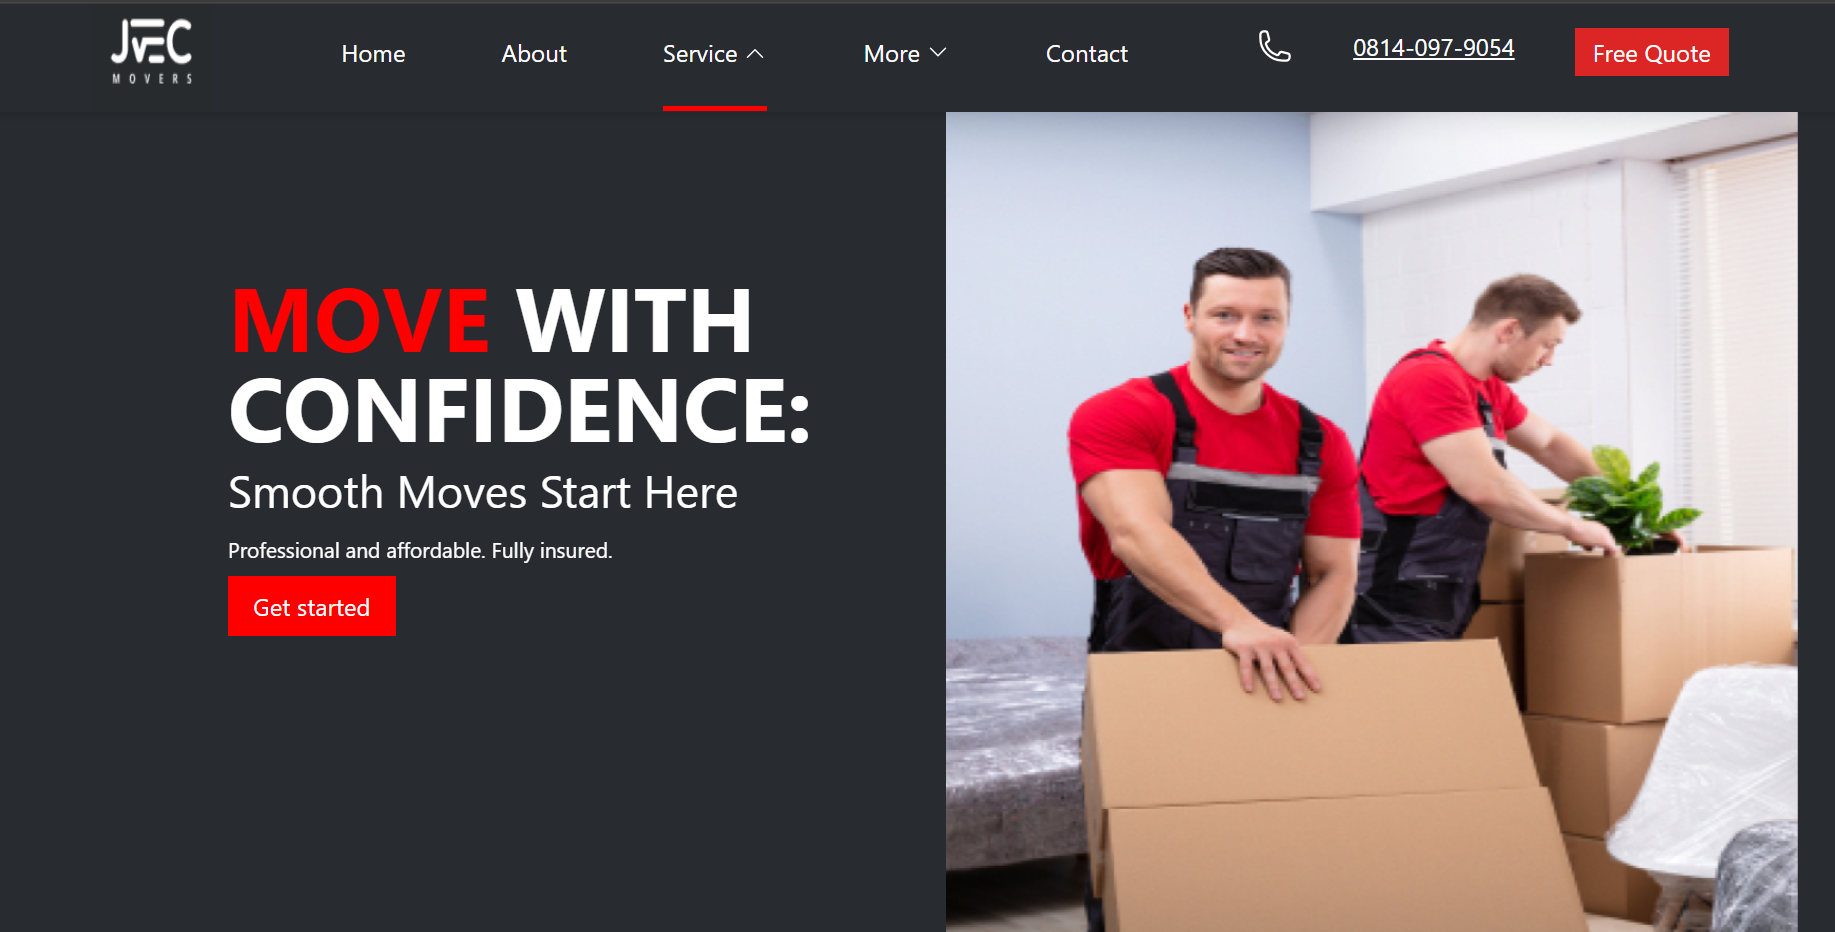 JVEC
MOVERS
Home
About
Service
More
Contact
0814-097-9054
Free Quote
MOVE WITH
CONFIDENCE:
Smooth Moves Start Here
Professional and affordable. Fully insured.
Get started